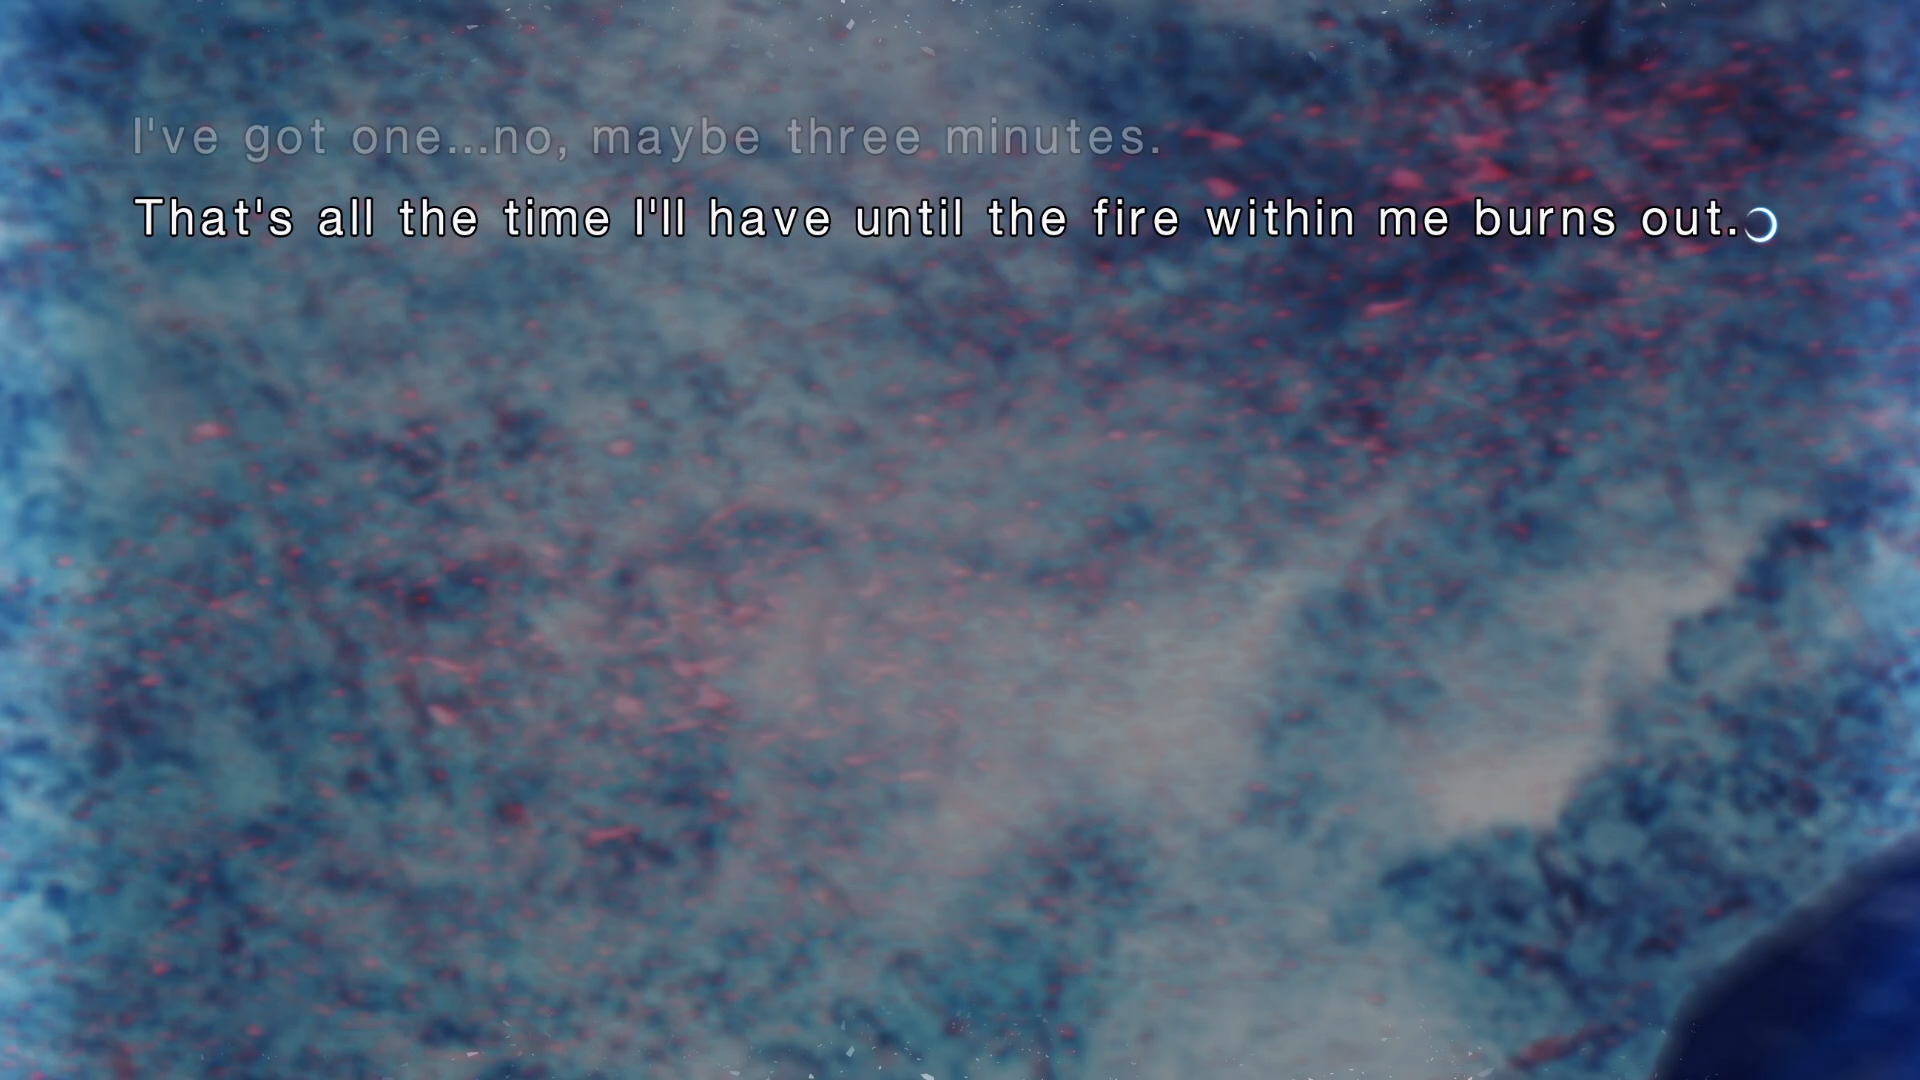 I've got one...no, maybe three minutes.
That's all the time I'll have until the fire within me burns out.